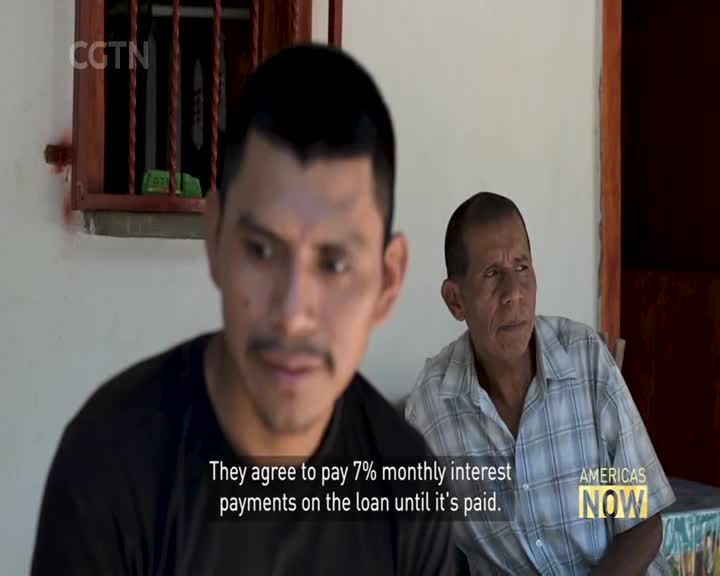 CGTN
They agree to pay 7% monthly interest
payments on the loan until it's paid.
AMERICAS
NOW